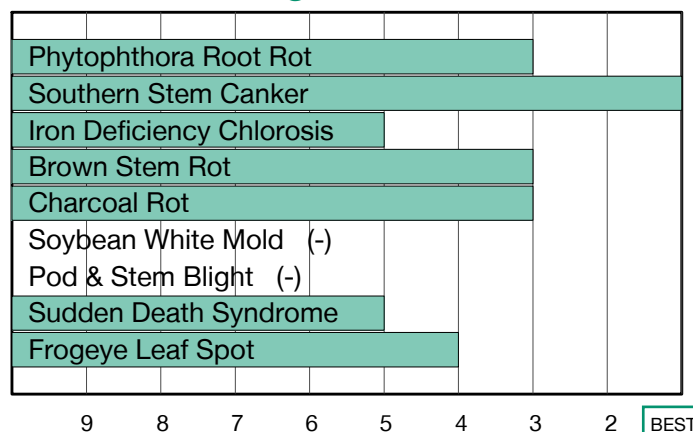 Phytophthora Root Rot
Southern Stem Canker
Iron Deficiency Chlorosis
Brown Stem Rot
Charcoal Rot
Soybean White Mold (-)
Pod & Stem Blight (-)
Sudden Death Syndrome
Frogeye Leaf Spot
9 8 7 6 5 4 3 2 BEST